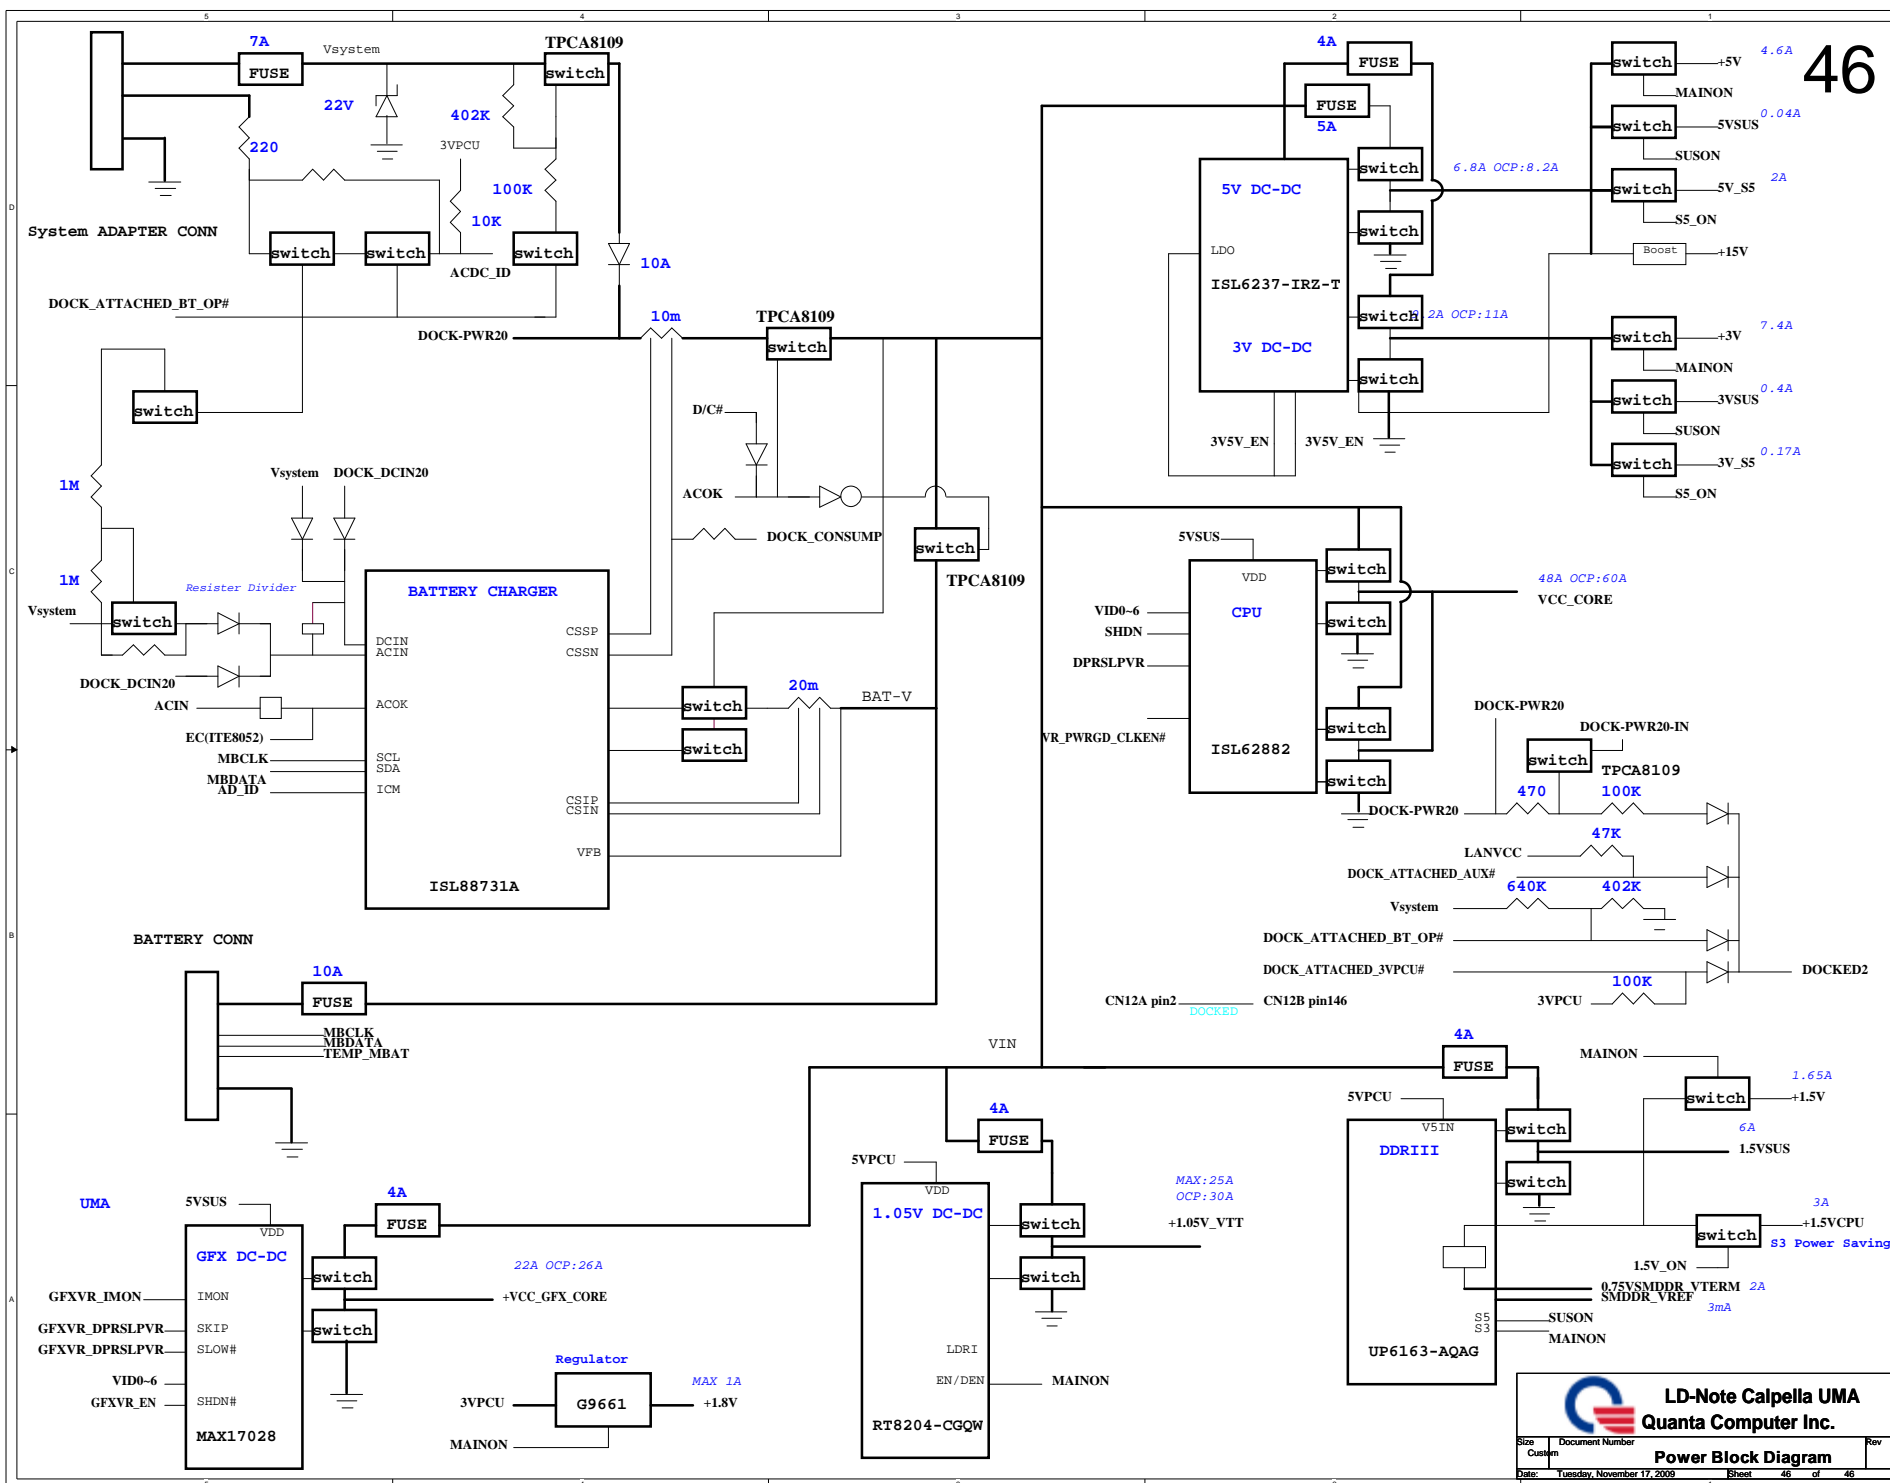 5 4 3 2 1
46
7A
FUSE
Vsystem
TPCA8109
switch
22V
402K
220
3VPCU
100K
10K
System ADAPTER CONN
switch
switch
switch
ACDC_ID
10A
DOCK_ATTACHED_BT_OP#
DOCK-PWR20
10m
TPCA8109
switch
switch
D/C#
ACOK
DOCK_CONSUMP
switch
TPCA8109
1M
1M
Vsystem
DOCK_DCIN20
Resister Divider
Vsystem
switch
DOCK_DCIN20
ACIN
EC(ITE8052)
MBCLK
MBDATA
AD_ID
BATTERY CHARGER
DCIN
ACIN
ACOK
SCL
SDA
ICM
CSSP
CSSN
CSIP
CSIN
VFB
ISL88731A
switch
switch
20m
BAT-V
BATTERY CONN
10A
FUSE
MBCLK
MBDATA
TEMP_MBAT
VIN
4A
FUSE
FUSE
5A
5V DC-DC
LDO
ISL6237-IRZ-T
3V DC-DC
3V5V_EN
3V5V_EN
switch
switch
switch
switch
6.8A OCP:8.2A
2A OCP:11A
switch
+5V
4.6A
MAINON
switch
5VSUS
0.04A
SUSON
switch
5V_S5
2A
S5_ON
Boost
+15V
switch
+3V
7.4A
MAINON
switch
3VSUS
0.4A
SUSON
switch
3V_S5
0.17A
S5_ON
5VSUS
VDD
CPU
VID0~6
SHDN
DPRSLPVR
VR_PWRGD_CLKEN#
ISL62882
switch
switch
switch
switch
48A OCP:60A
VCC_CORE
DOCK-PWR20
DOCK-PWR20-IN
switch
TPCA8109
DOCK-PWR20
470
100K
47K
LANVCC
DOCK_ATTACHED_AUX#
640K
402K
Vsystem
DOCK_ATTACHED_BT_OP#
DOCK_ATTACHED_3VPCU#
DOCKED2
100K
3VPCU
CN12A pin2
DOCKED
CN12B pin146
4A
FUSE
MAINON
1.65A
switch
+1.5V
5VPCU
V5IN
DDRIII
switch
switch
6A
1.5VSUS
3A
+1.5VCPU
switch
S3 Power Saving
1.5V_ON
0.75VSMDDR_VTERM
2A
SMDDR_VREF
3mA
S5
S3
SUSON
MAINON
UP6163-AQAG
4A
FUSE
5VPCU
VDD
1.05V DC-DC
switch
switch
MAX:25A
OCP:30A
+1.05V_VTT
LDRI
EN/DEN
MAINON
RT8204-CGQW
UMA
5VSUS
VDD
4A
FUSE
GFX DC-DC
switch
switch
22A OCP:26A
+VCC_GFX_CORE
GFXVR_IMON
IMON
GFXVR_DPRSLPVR
SKIP
GFXVR_DPRSLPVR
SLOW#
VID0~6
GFXVR_EN
SHDN#
MAX17028
Regulator
3VPCU
G9661
MAX 1A
+1.8V
MAINON
D
C
B
A
LD-Note Calpella UMA
Quanta Computer Inc.
Size
Custom
Document Number
Power Block Diagram
Rev
Date: Tuesday, November 17, 2009 Sheet 46 of 46